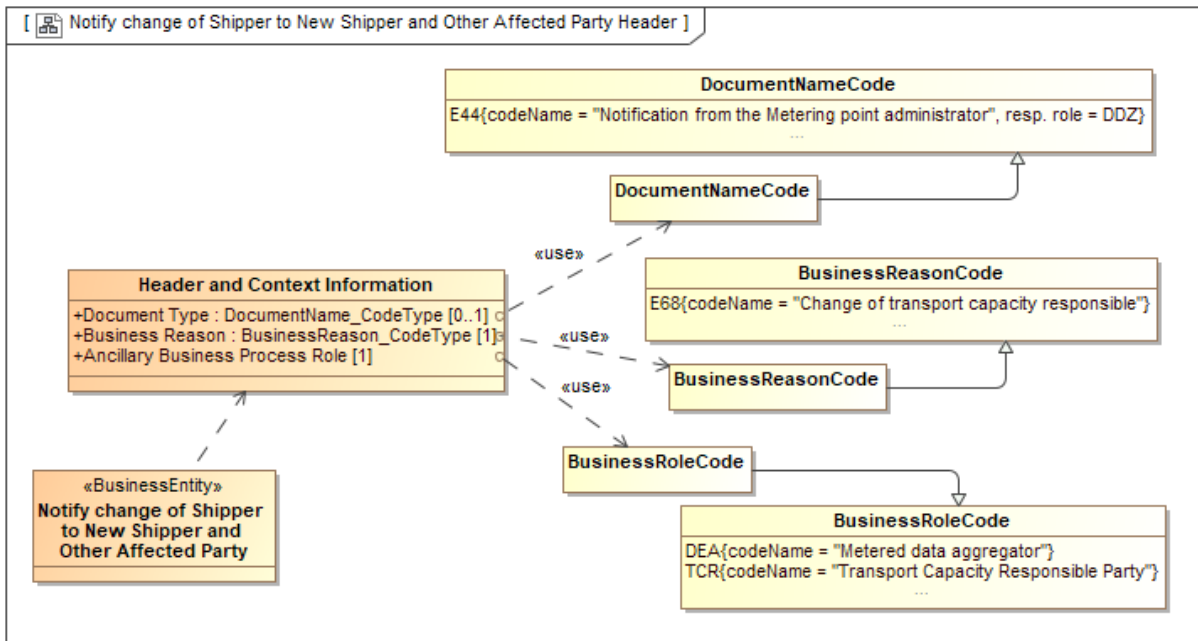 [ Notify change of Shipper to New Shipper and Other Affected Party Header ]
DocumentNameCode
E44{codeName = "Notification from the Metering point administrator", resp. role = DDZ}
...
DocumentNameCode
«use»
Header and Context Information
+Document Type : DocumentName_CodeType [0..1]
+Business Reason : BusinessReason_CodeType [1]
+Ancillary Business Process Role [1]
BusinessReasonCode
E68{codeName = "Change of transport capacity responsible"}
...
«use»
BusinessReasonCode
«use»
BusinessRoleCode
«BusinessEntity»
Notify change of Shipper
to New Shipper and
Other Affected Party
BusinessRoleCode
DEA{codeName = "Metered data aggregator"}
TCR{codeName = "Transport Capacity Responsible Party"}
...